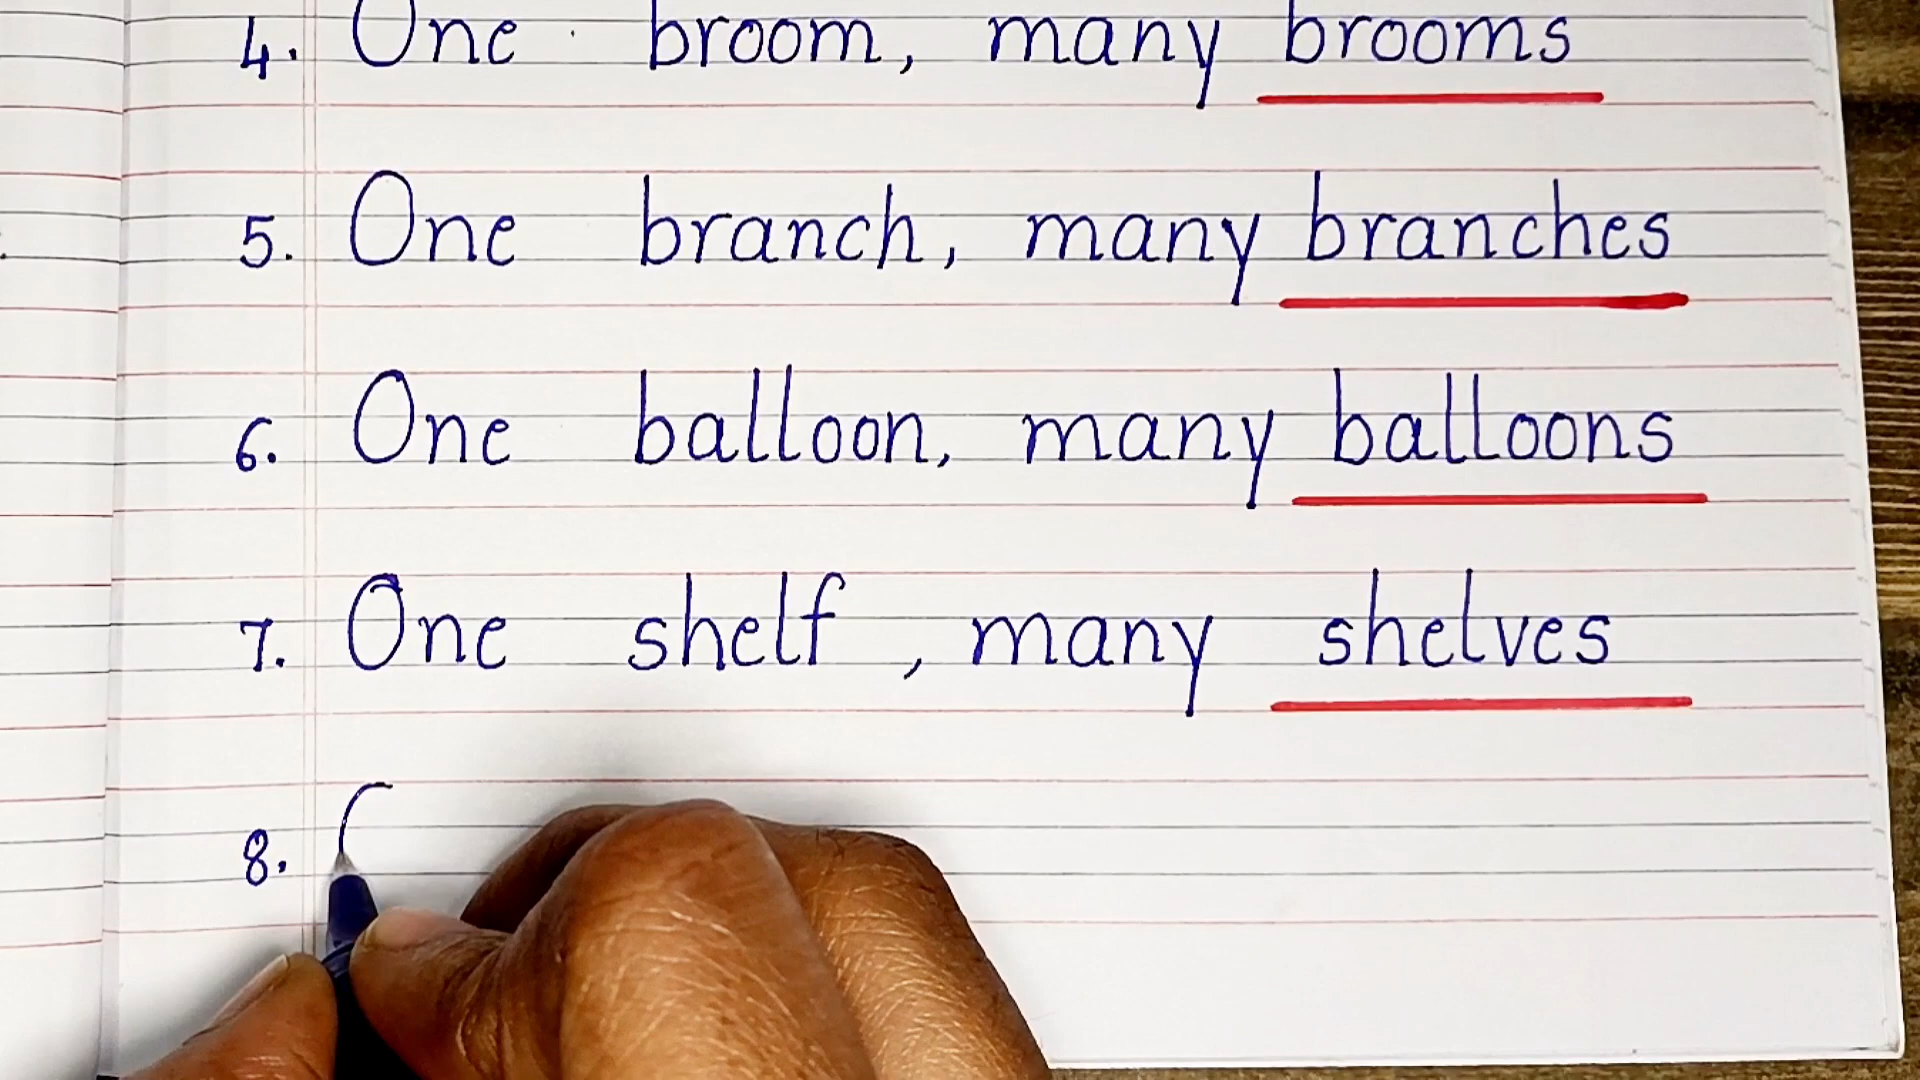 4. One broom, many brooms
5. One branch, many branches
6. One balloon, many balloons
7. One shelf, many shelves
8.